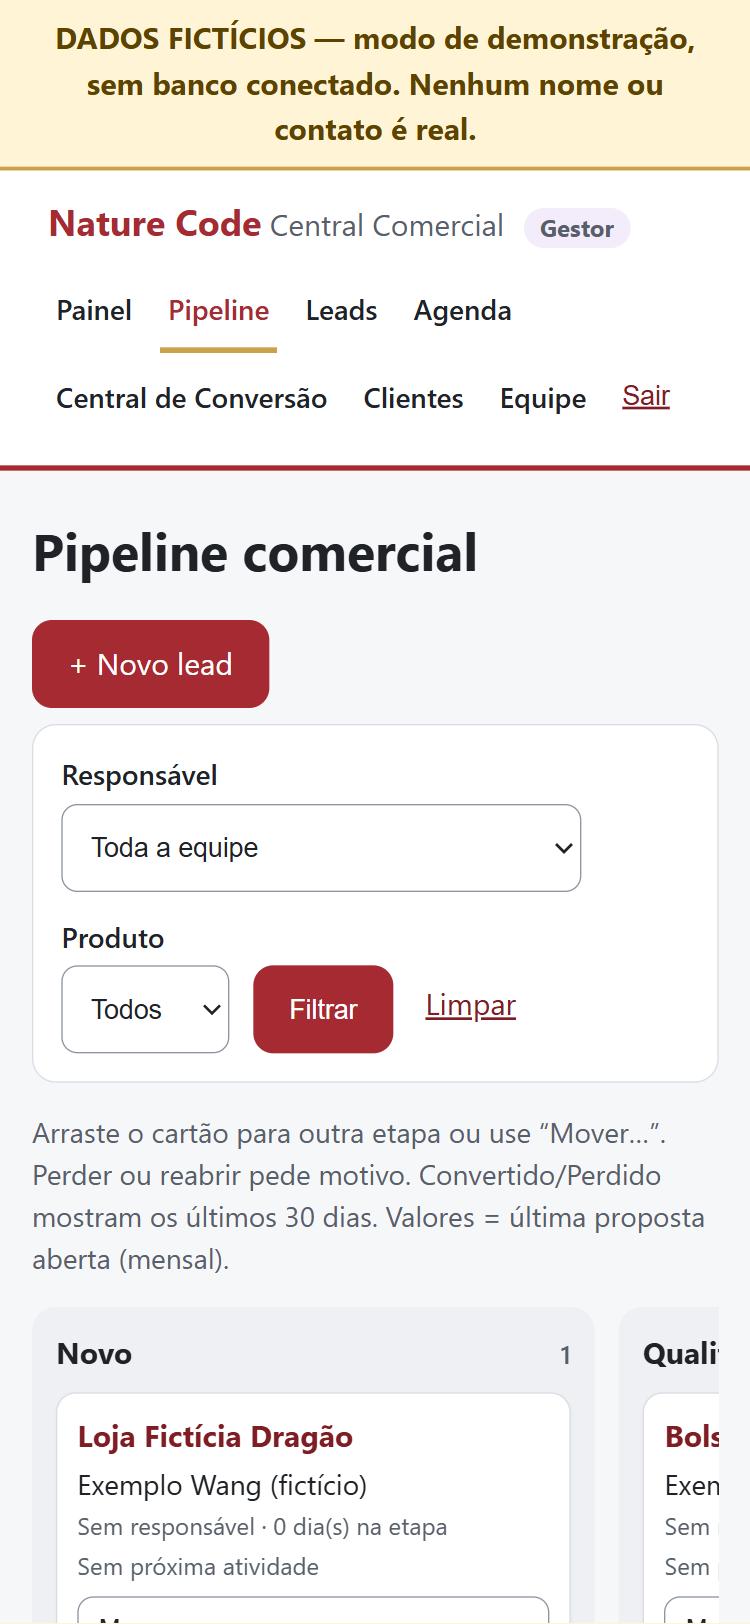 DADOS FICTÍCIOS — modo de demonstração,
sem banco conectado. Nenhum nome ou
contato é real.
Nature Code Central Comercial Gestor
Painel Pipeline Leads Agenda
Central de Conversão Clientes Equipe Sair
Pipeline comercial
+ Novo lead
Responsável
Toda a equipe
Produto
Todos Filtrar Limpar
Arraste o cartão para outra etapa ou use “Mover…”.
Perder ou reabrir pede motivo. Convertido/Perdido
mostram os últimos 30 dias. Valores = última proposta
aberta (mensal).
Novo 1
Loja Fictícia Dragão
Exemplo Wang (fictício)
Sem responsável · 0 dia(s) na etapa
Sem próxima atividade
Sem
Sem